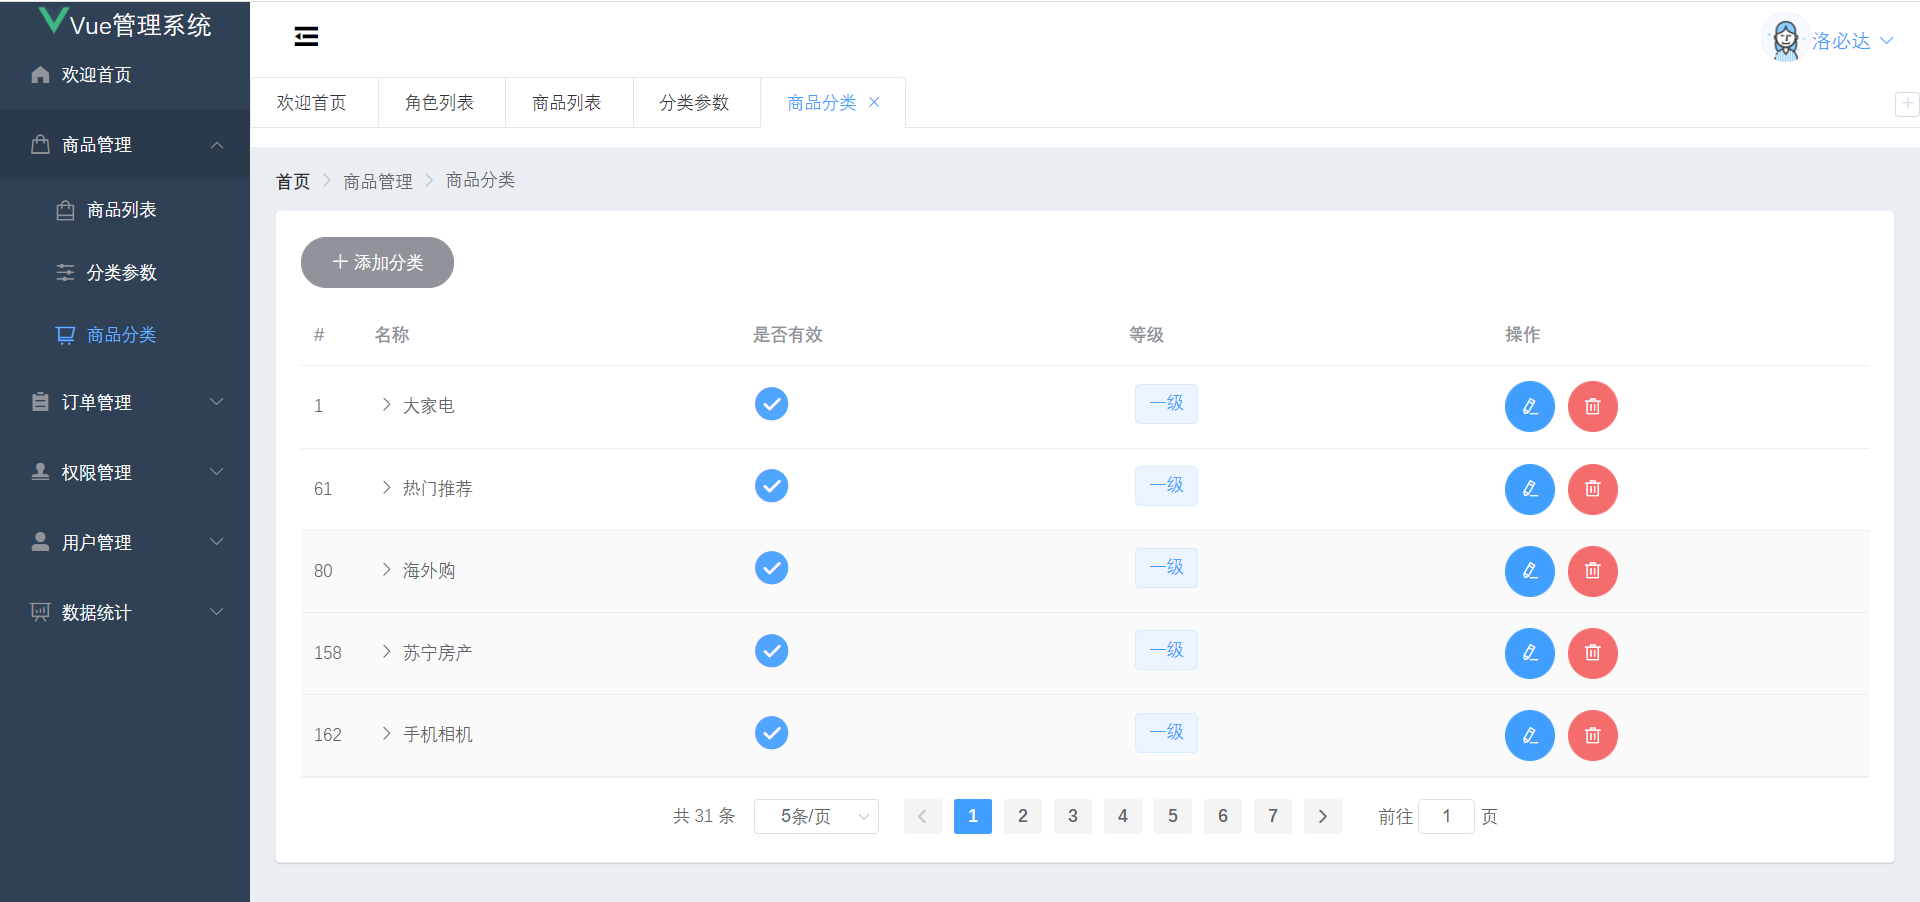 Vue管理系统
欢迎首页
商品管理
商品列表
分类参数
商品分类
订单管理
权限管理
用户管理
数据统计
洛必达
欢迎首页 角色列表 商品列表 分类参数 商品分类
首页 商品管理 商品分类
添加分类
# 名称 是否有效 等级 操作
1 大家电 一级
61 热门推荐 一级
80 海外购 一级
158 苏宁房产 一级
162 手机相机 一级
共 31 条 5条/页 1 2 3 4 5 6 7 前往 1 页